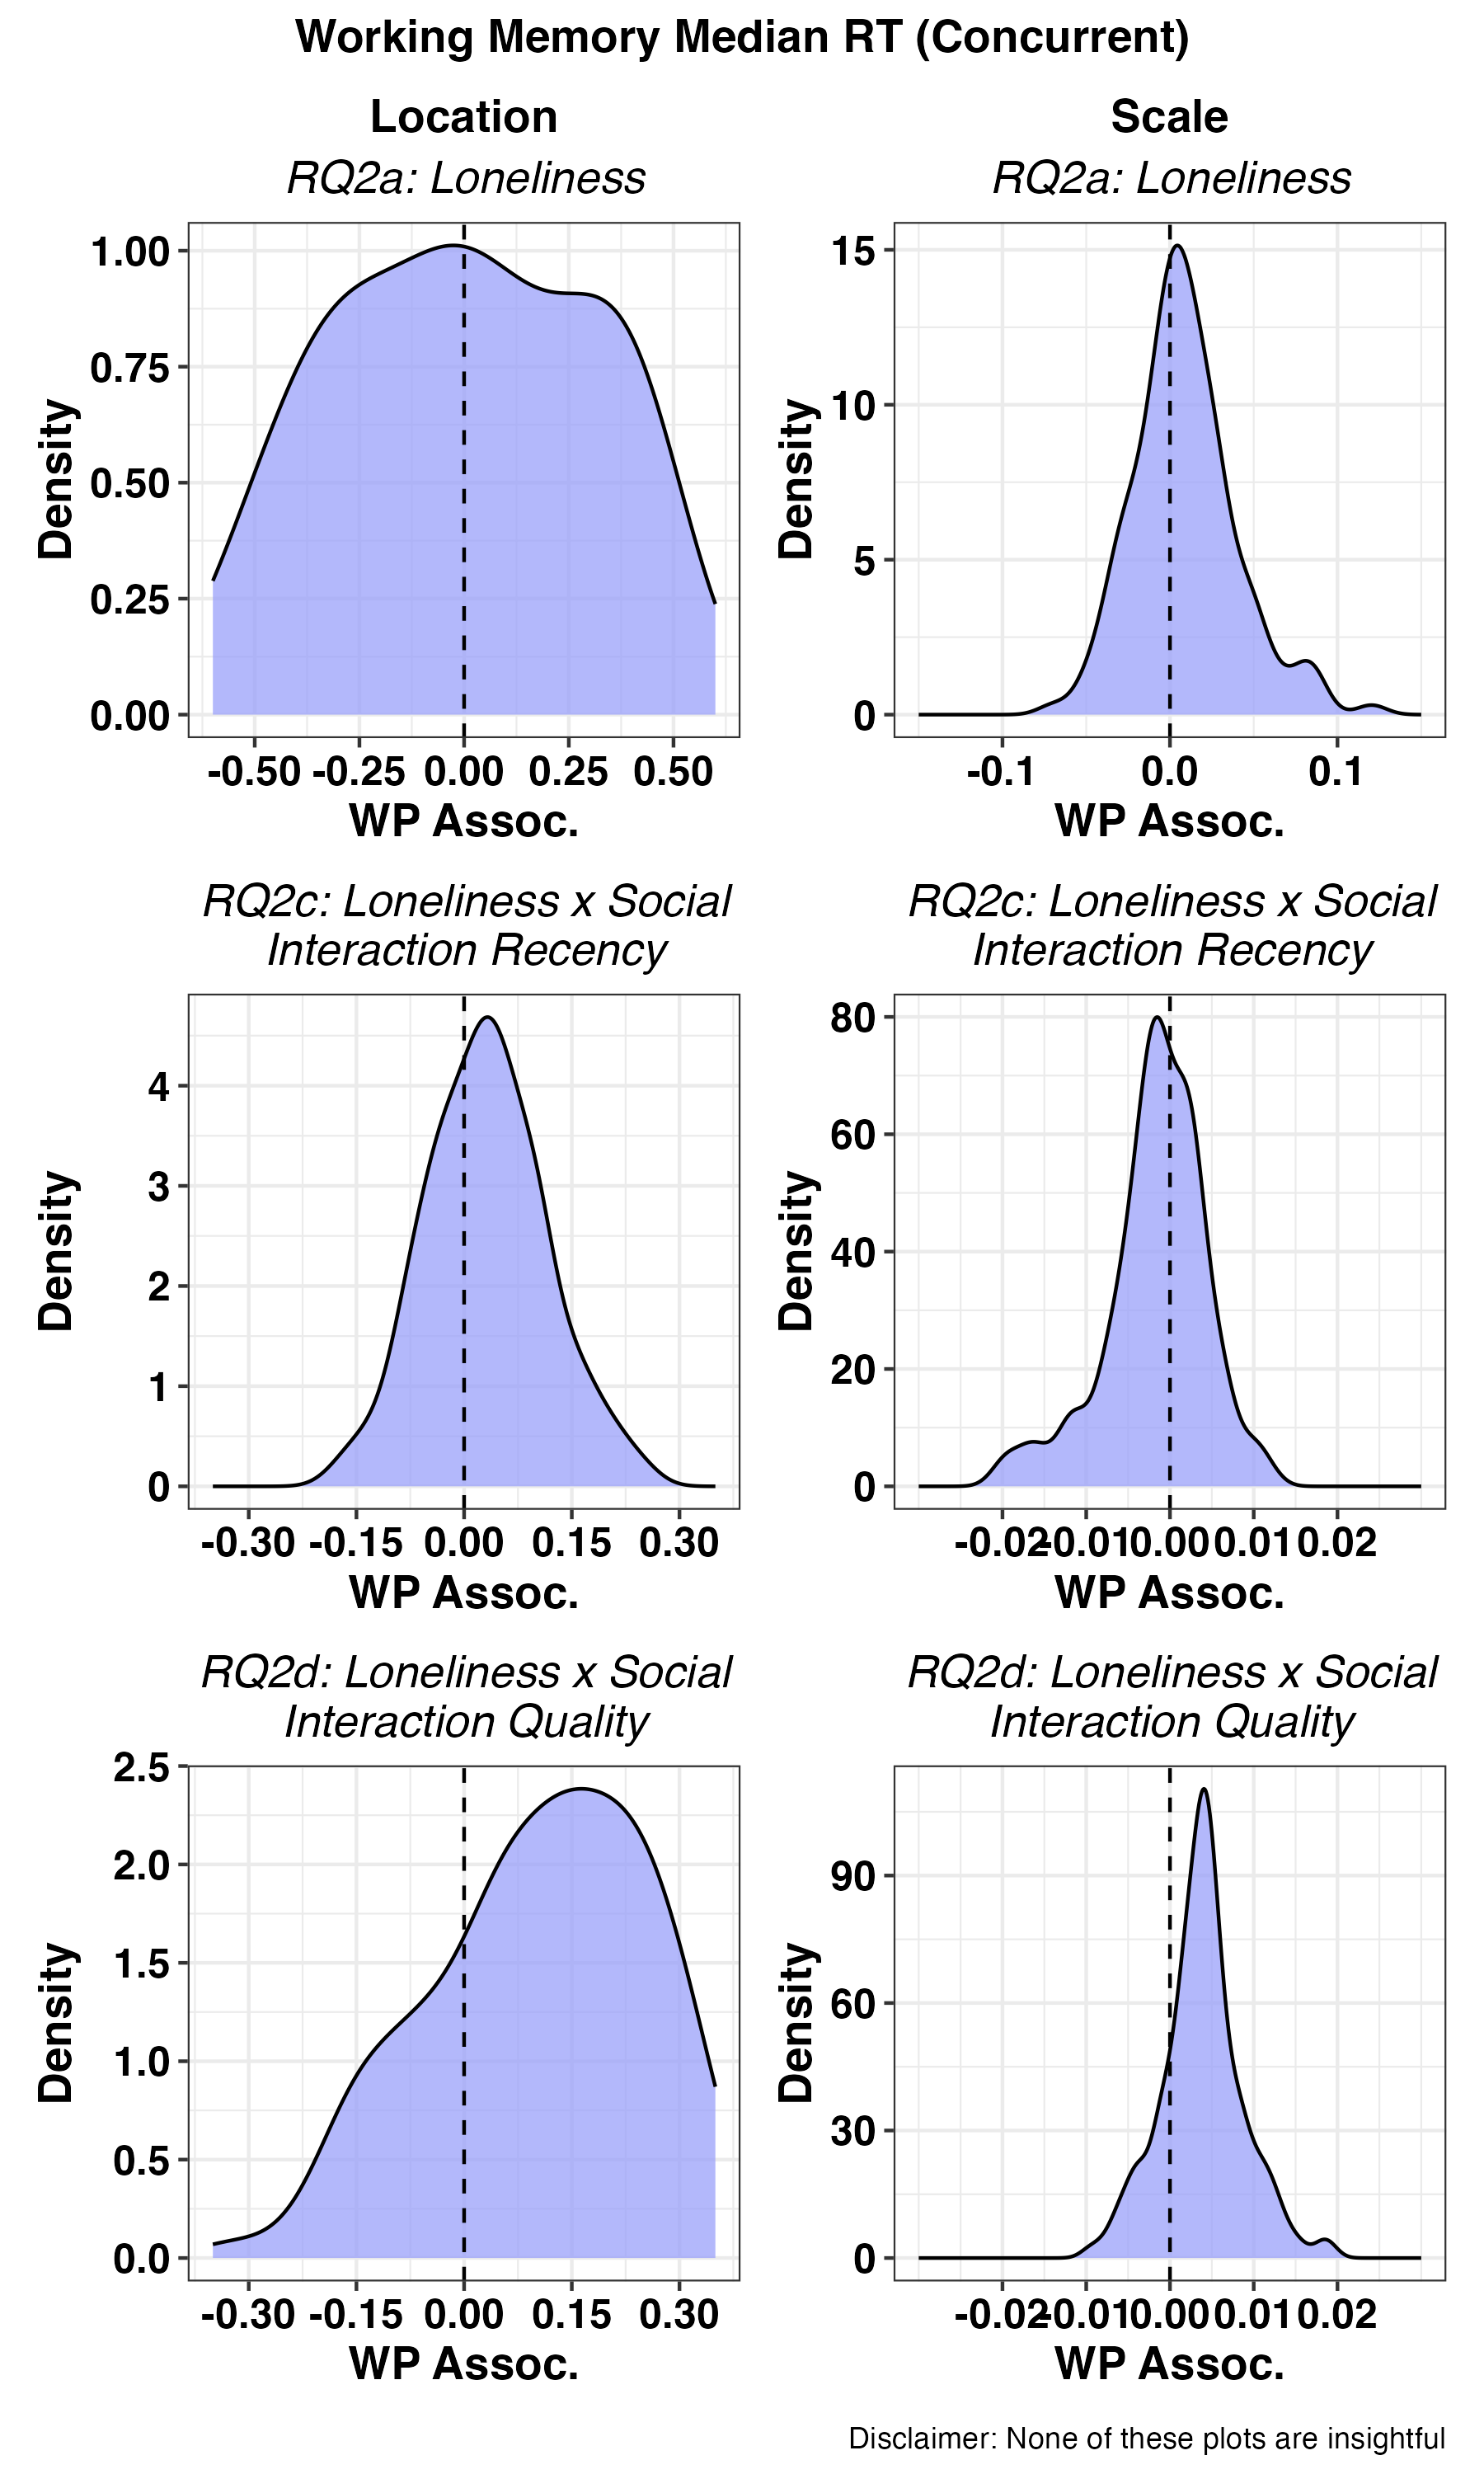 Working Memory Median RT (Concurrent)
Location
RQ2a: Loneliness
1.00
0.75
0.50
0.25
0.00
Density
-0.50 -0.25 0.00 0.25 0.50
WP Assoc.
Scale
RQ2a: Loneliness
15
10
5
0
Density
-0.1 0.0 0.1
WP Assoc.
RQ2c: Loneliness x Social
Interaction Recency
4
3
2
1
0
Density
-0.30 -0.15 0.00 0.15 0.30
WP Assoc.
RQ2c: Loneliness x Social
Interaction Recency
80
60
40
20
0
Density
-0.02 -0.01 0.00 0.01 0.02
WP Assoc.
RQ2d: Loneliness x Social
Interaction Quality
2.5
2.0
1.5
1.0
0.5
0.0
Density
-0.30 -0.15 0.00 0.15 0.30
WP Assoc.
RQ2d: Loneliness x Social
Interaction Quality
90
60
30
0
Density
-0.02 -0.01 0.00 0.01 0.02
WP Assoc.
Disclaimer: None of these plots are insightful